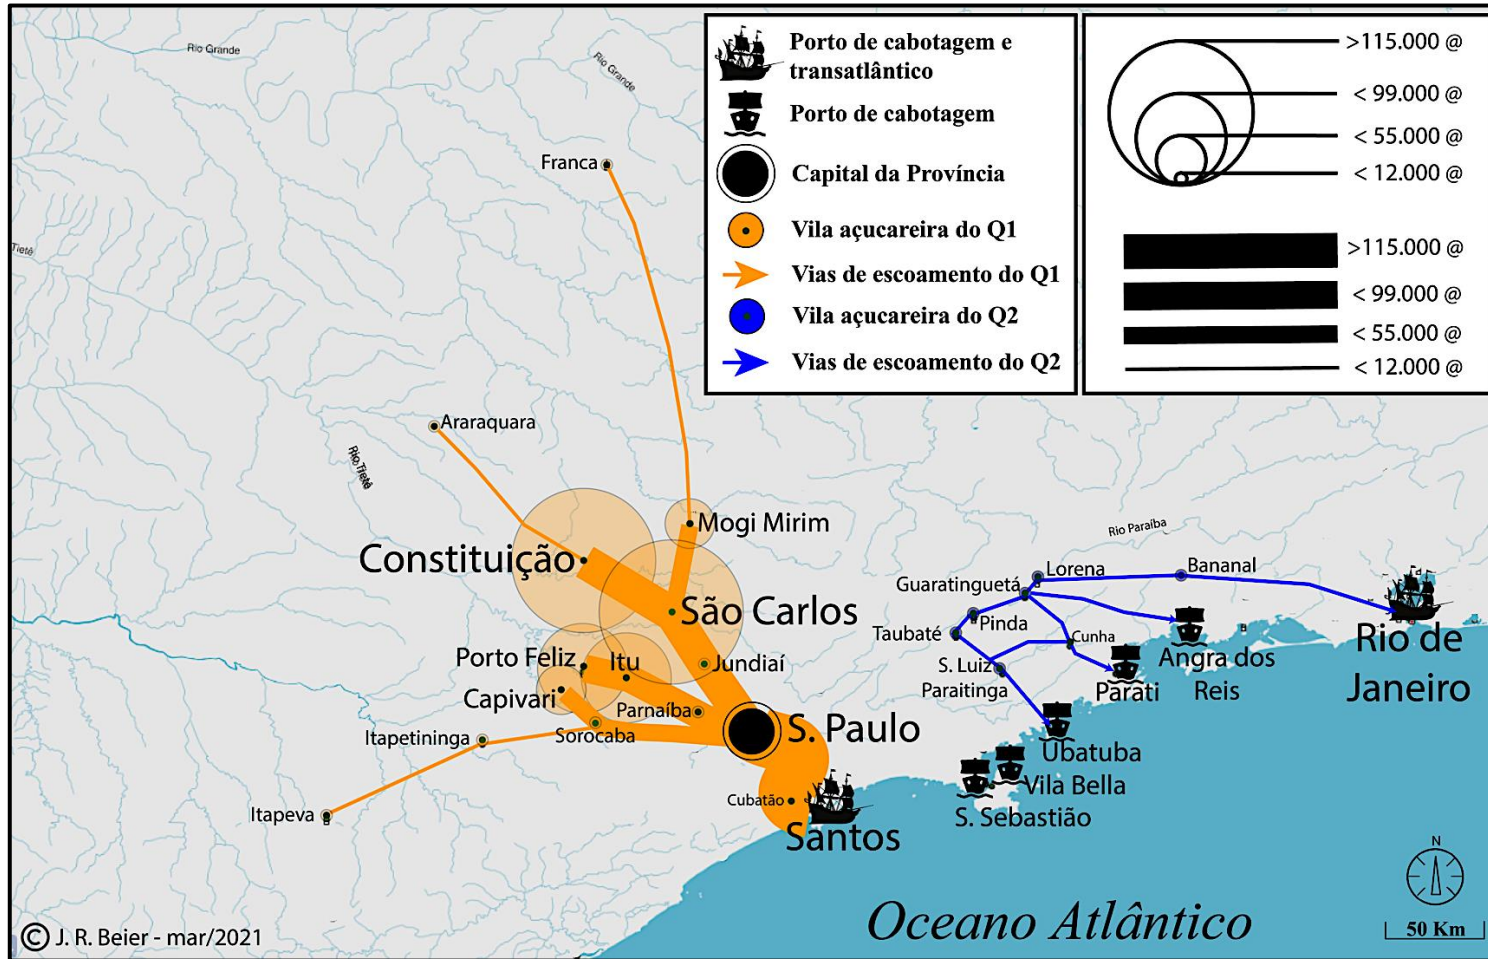 Rio Grande
Rio Grande
Franca
Tietê
Araraquara
Rio Tietê
Mogi Mirim
Constituição
São Carlos
Porto Feliz
Itu
Jundiaí
Capivari
Parnaíba
Itapetininga
Sorocaba
S. Paulo
Itapeva
Cubatão
Santos
Rio Paraíba
Lorena
Bananal
Guaratinguetá
Pinda
Taubaté
Cunha
S. Luiz
Paraitinga
Parati
Angra dos
Reis
Rio de
Janeiro
Ubatuba
Vila Bella
S. Sebastião
Porto de cabotagem e
transatlântico
Porto de cabotagem
Capital da Província
Vila açucareira do Q1
Vias de escoamento do Q1
Vila açucareira do Q2
Vias de escoamento do Q2
>115.000 @
< 99.000 @
< 55.000 @
< 12.000 @
>115.000 @
< 99.000 @
< 55.000 @
< 12.000 @
N
50 Km
Oceano Atlântico
© J. R. Beier - mar/2021